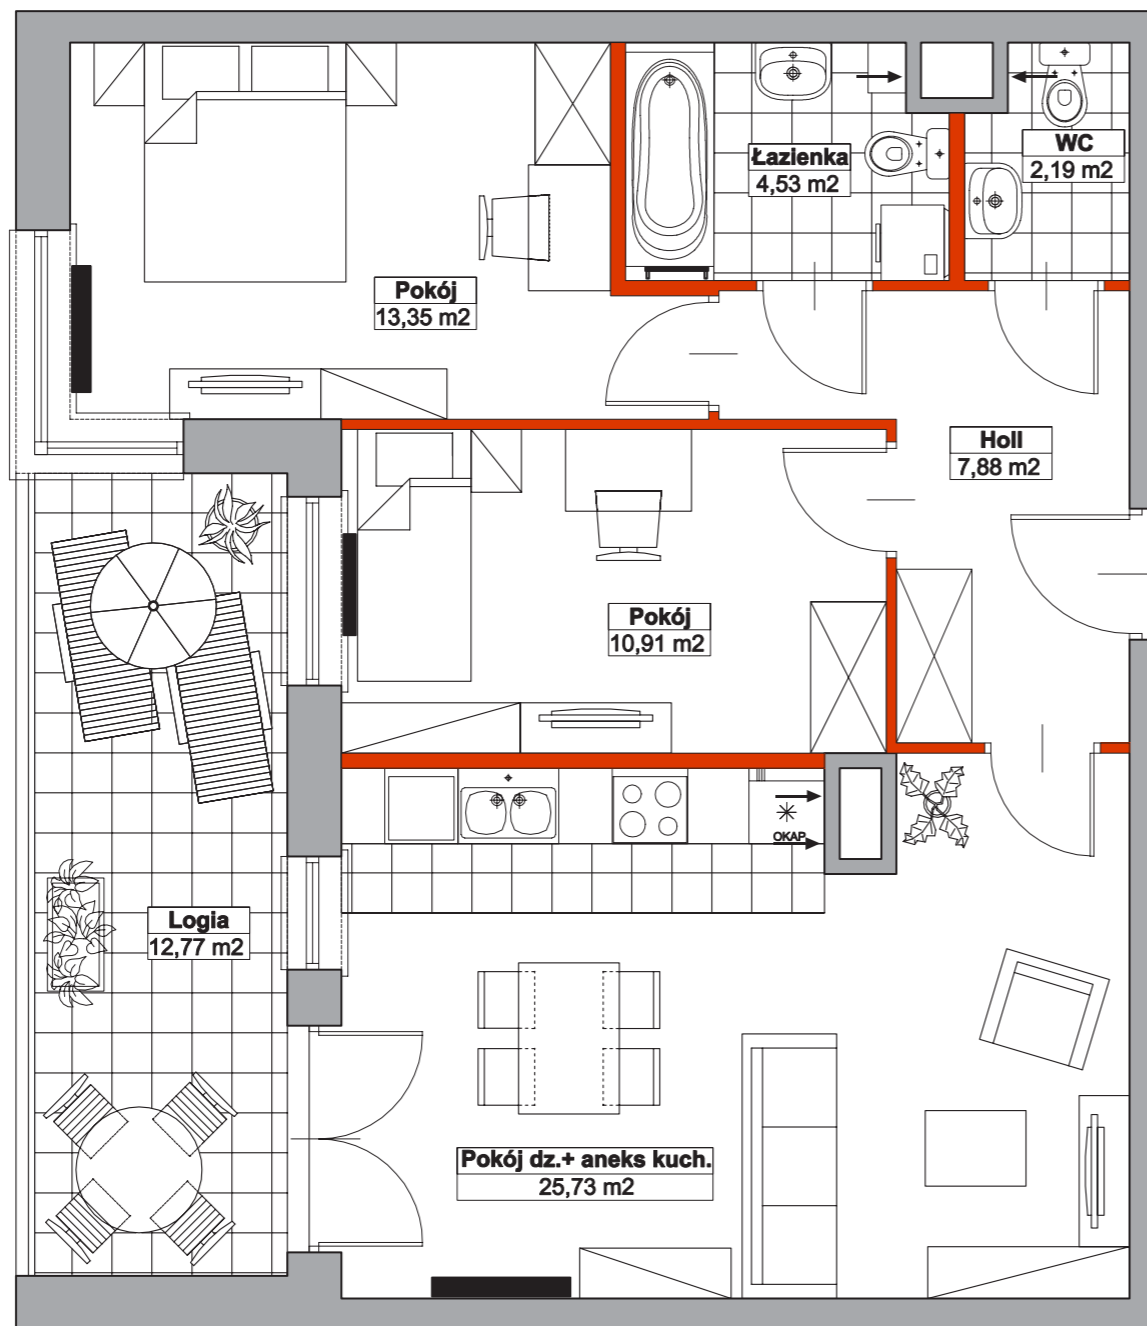 Łazienka
4,53 m2
WC
2,19 m2
Pokój
13,35 m2
Holl
7,88 m2
Pokój
10,91 m2
OKAP
Logia
12,77 m2
Pokój dz.+ aneks kuch.
25,73 m2